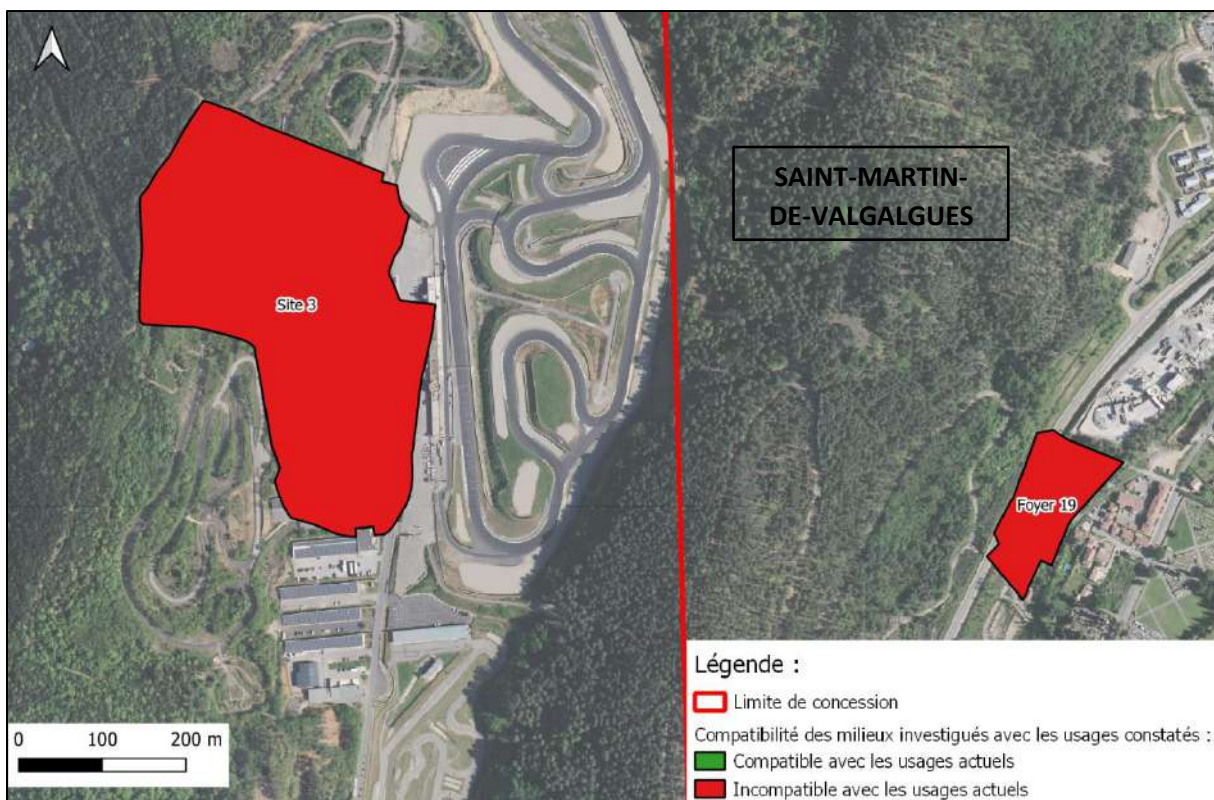 SAINT-MARTIN-
DE-VALGALGUES
Site 3
Foyer 19
Légende :
Limite de concession
Compatibilité des milieux investigués avec les usages constatés :
Compatible avec les usages actuels
Incompatible avec les usages actuels
0 100 200 m